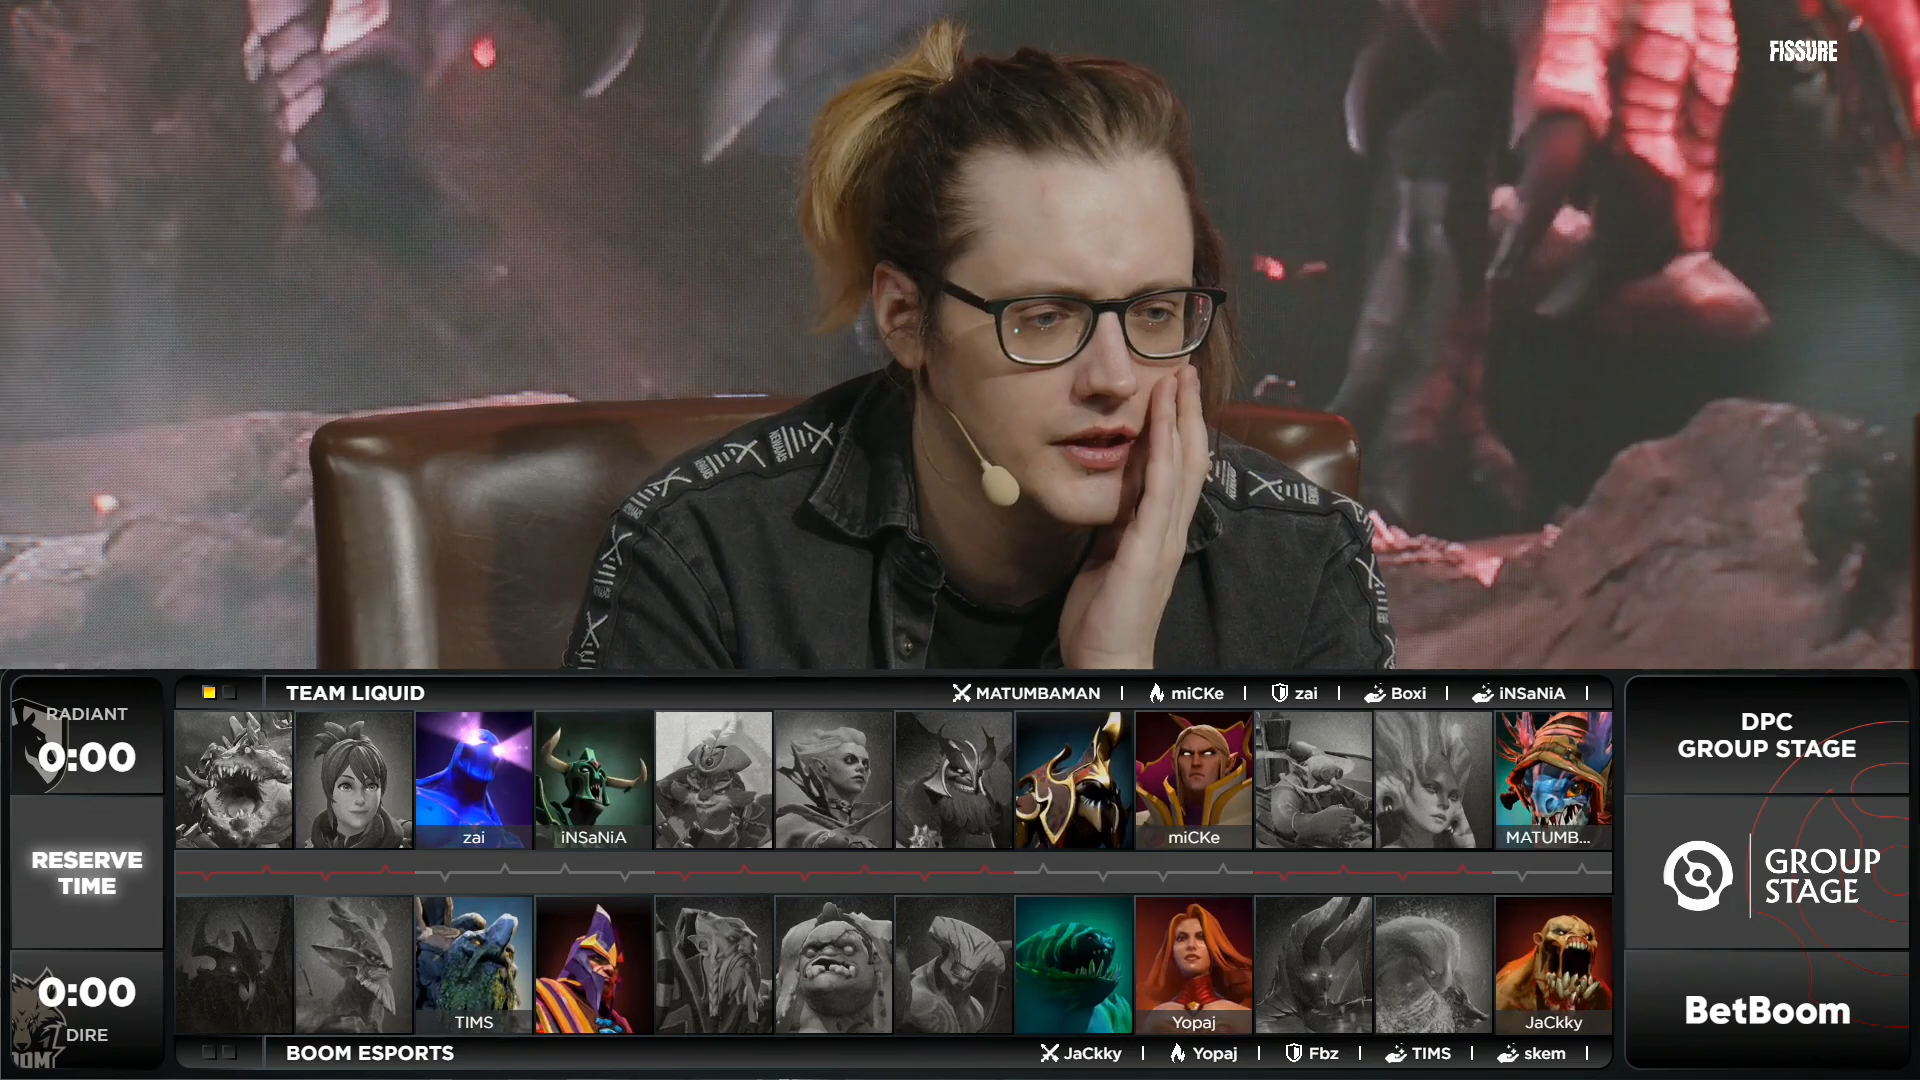 FISSURE
RADIANT
0:00
RESERVE
TIME
0:00
DIRE
TEAM LIQUID
MATUMBAMAN
miCKe
zai
Boxi
iNSaNiA
zai
iNSaNiA
miCKe
MATUMB...
TIMS
Yopaj
JaCkky
BOOM ESPORTS
JaCkky
Yopaj
Fbz
TIMS
skem
DPC
GROUP STAGE
GROUP
STAGE
BetBoom